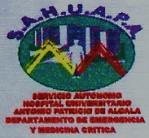 S.A.H.U.A.P.A
SERVICIO AUTONOMO
HOSPITAL UNIVERSITARIO
ANTONIO PATRICIO DE ALCALA
DEPARTAMENTO DE EMERGENCIA
Y MEDICINA CRITICA